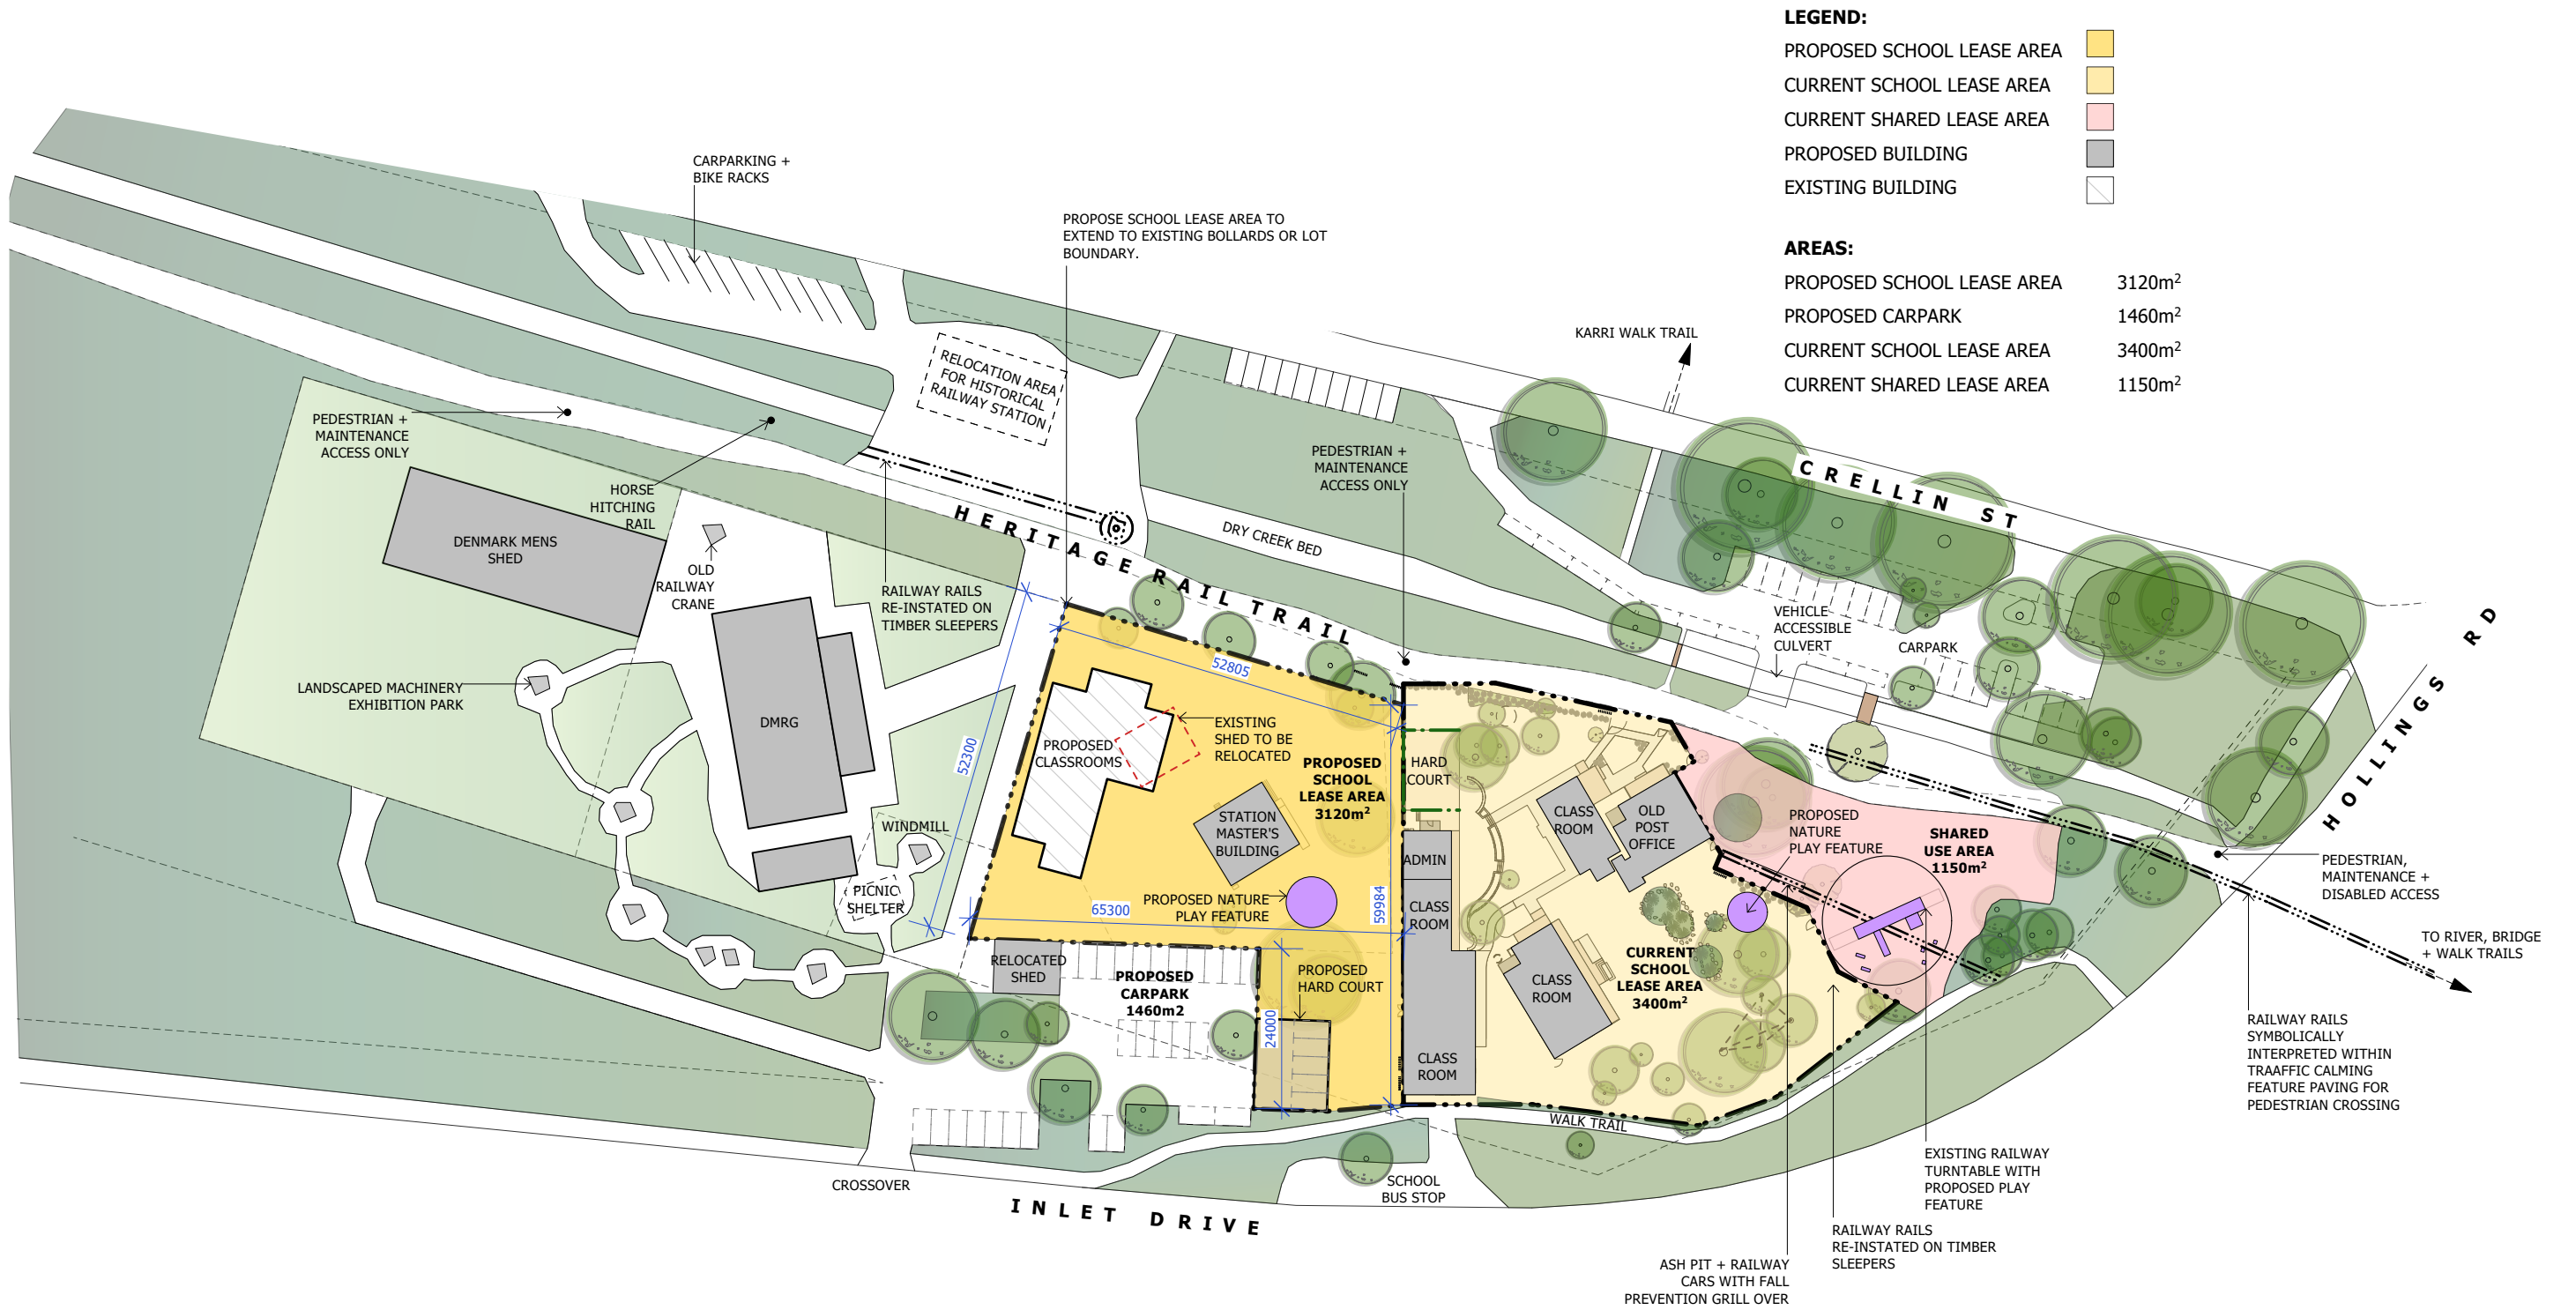 LEGEND:
PROPOSED SCHOOL LEASE AREA
CURRENT SCHOOL LEASE AREA
CURRENT SHARED LEASE AREA
PROPOSED BUILDING
EXISTING BUILDING
AREAS:
PROPOSED SCHOOL LEASE AREA 3120m²
PROPOSED CARPARK 1460m²
CURRENT SCHOOL LEASE AREA 3400m²
CURRENT SHARED LEASE AREA 1150m²
CARPARKING +
BIKE RACKS
PROPOSE SCHOOL LEASE AREA TO
EXTEND TO EXISTING BOLLARDS OR LOT
BOUNDARY.
KARRI WALK TRAIL
RELOCATION AREA
FOR HISTORICAL
RAILWAY STATION
PEDESTRIAN +
MAINTENANCE
ACCESS ONLY
HORSE
HITCHING
RAIL
PEDESTRIAN +
MAINTENANCE
ACCESS ONLY
CRELLIN ST
HERITAGE RAIL TRAIL
DRY CREEK BED
DENMARK MENS
SHED
OLD
RAILWAY
CRANE
RAILWAY RAILS
RE-INSTATED ON
TIMBER SLEEPERS
VEHICLE
ACCESSIBLE
CULVERT
CARPARK
HOLLINGS RD
52805
LANDSCAPED MACHINERY
EXHIBITION PARK
DMRG
52300
PROPOSED
CLASSROOMS
EXISTING
SHED TO BE
RELOCATED
PROPOSED
SCHOOL
LEASE AREA
3120m²
HARD
COURT
STATION
MASTER'S
BUILDING
CLASS
ROOM
OLD
POST
OFFICE
PROPOSED
NATURE
PLAY FEATURE
SHARED
USE AREA
1150m²
WINDMILL
PICNIC
SHELTER
ADMIN
CLASS
ROOM
PEDESTRIAN,
MAINTENANCE +
DISABLED ACCESS
PROPOSED NATURE
PLAY FEATURE
65300
59984
TO RIVER, BRIDGE
+ WALK TRAILS
RELOCATED
SHED
PROPOSED
CARPARK
1460m2
PROPOSED
HARD COURT
24000
CLASS
ROOM
CURRENT
SCHOOL
LEASE AREA
3400m²
CLASS
ROOM
RAILWAY RAILS
SYMBOLICALLY
INTERPRETED WITHIN
TRAAFFIC CALMING
FEATURE PAVING FOR
PEDESTRIAN CROSSING
WALK TRAIL
CROSSOVER
INLET DRIVE
SCHOOL
BUS STOP
EXISTING RAILWAY
TURNTABLE WITH
PROPOSED PLAY
FEATURE
RAILWAY RAILS
RE-INSTATED ON TIMBER
SLEEPERS
ASH PIT + RAILWAY
CARS WITH FALL
PREVENTION GRILL OVER